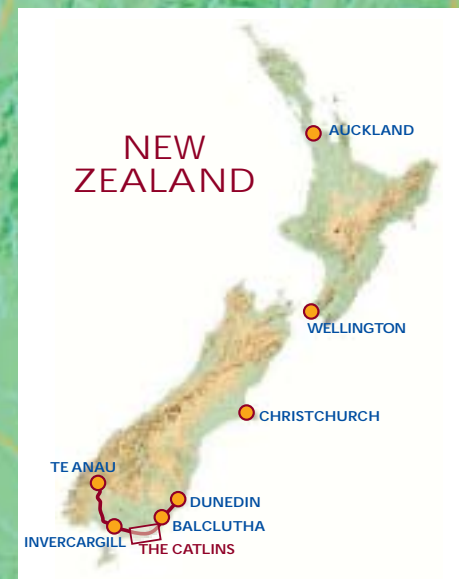 AUCKLAND
NEW
ZEALAND
WELLINGTON
CHRISTCHURCH
TE ANAU
DUNEDIN
BALCLUTHA
INVERCARGILL
THE CATLINS